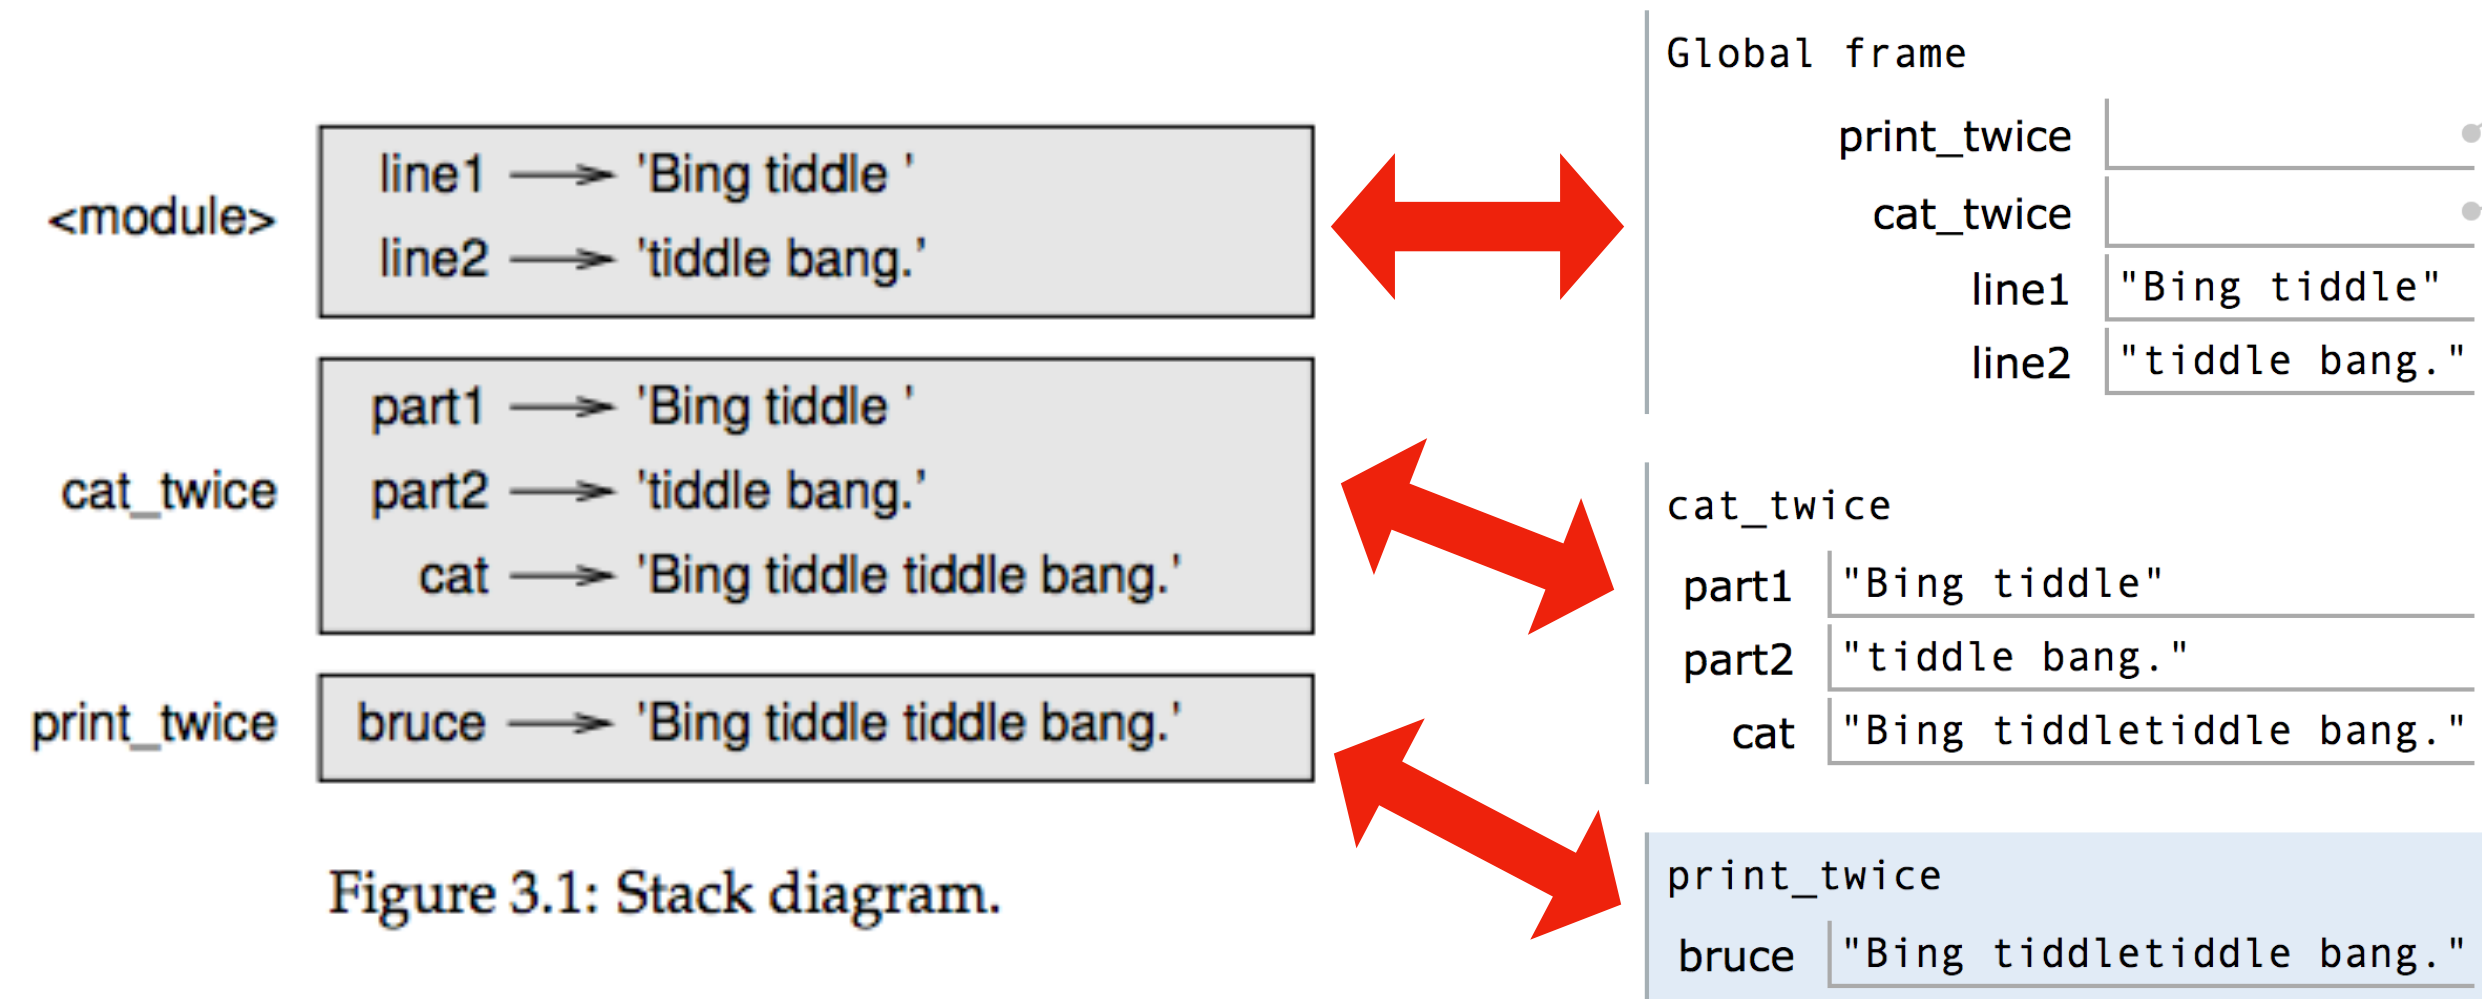 <module>
line1 'Bing tiddle '
line2 'tiddle bang.'
cat_twice
part1 'Bing tiddle '
part2 'tiddle bang.'
cat 'Bing tiddle tiddle bang.'
print_twice
bruce 'Bing tiddle tiddle bang.'
Figure 3.1: Stack diagram.
Global frame
print_twice
cat_twice
line1 "Bing tiddle"
line2 "tiddle bang."
cat_twice
part1 "Bing tiddle"
part2 "tiddle bang."
cat "Bing tiddletiddle bang."
print_twice
bruce "Bing tiddletiddle bang."